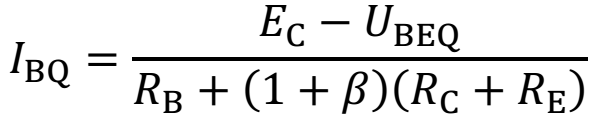 I_BQ = (E_C − U_BEQ) / (R_B + (1 + β)(R_C + R_E))